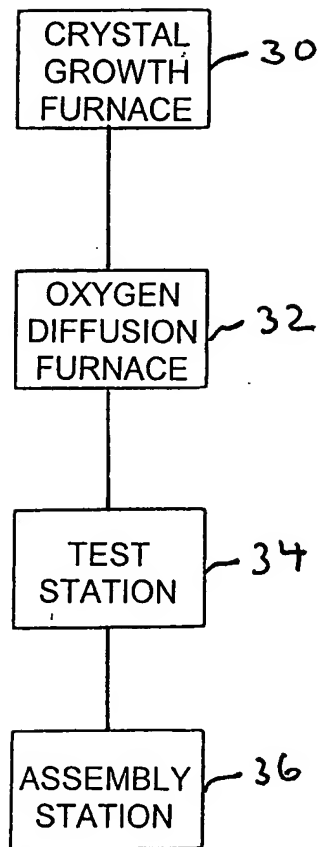 CRYSTAL
GROWTH
FURNACE
30
OXYGEN
DIFFUSION
FURNACE
32
TEST
STATION
34
ASSEMBLY
STATION
36